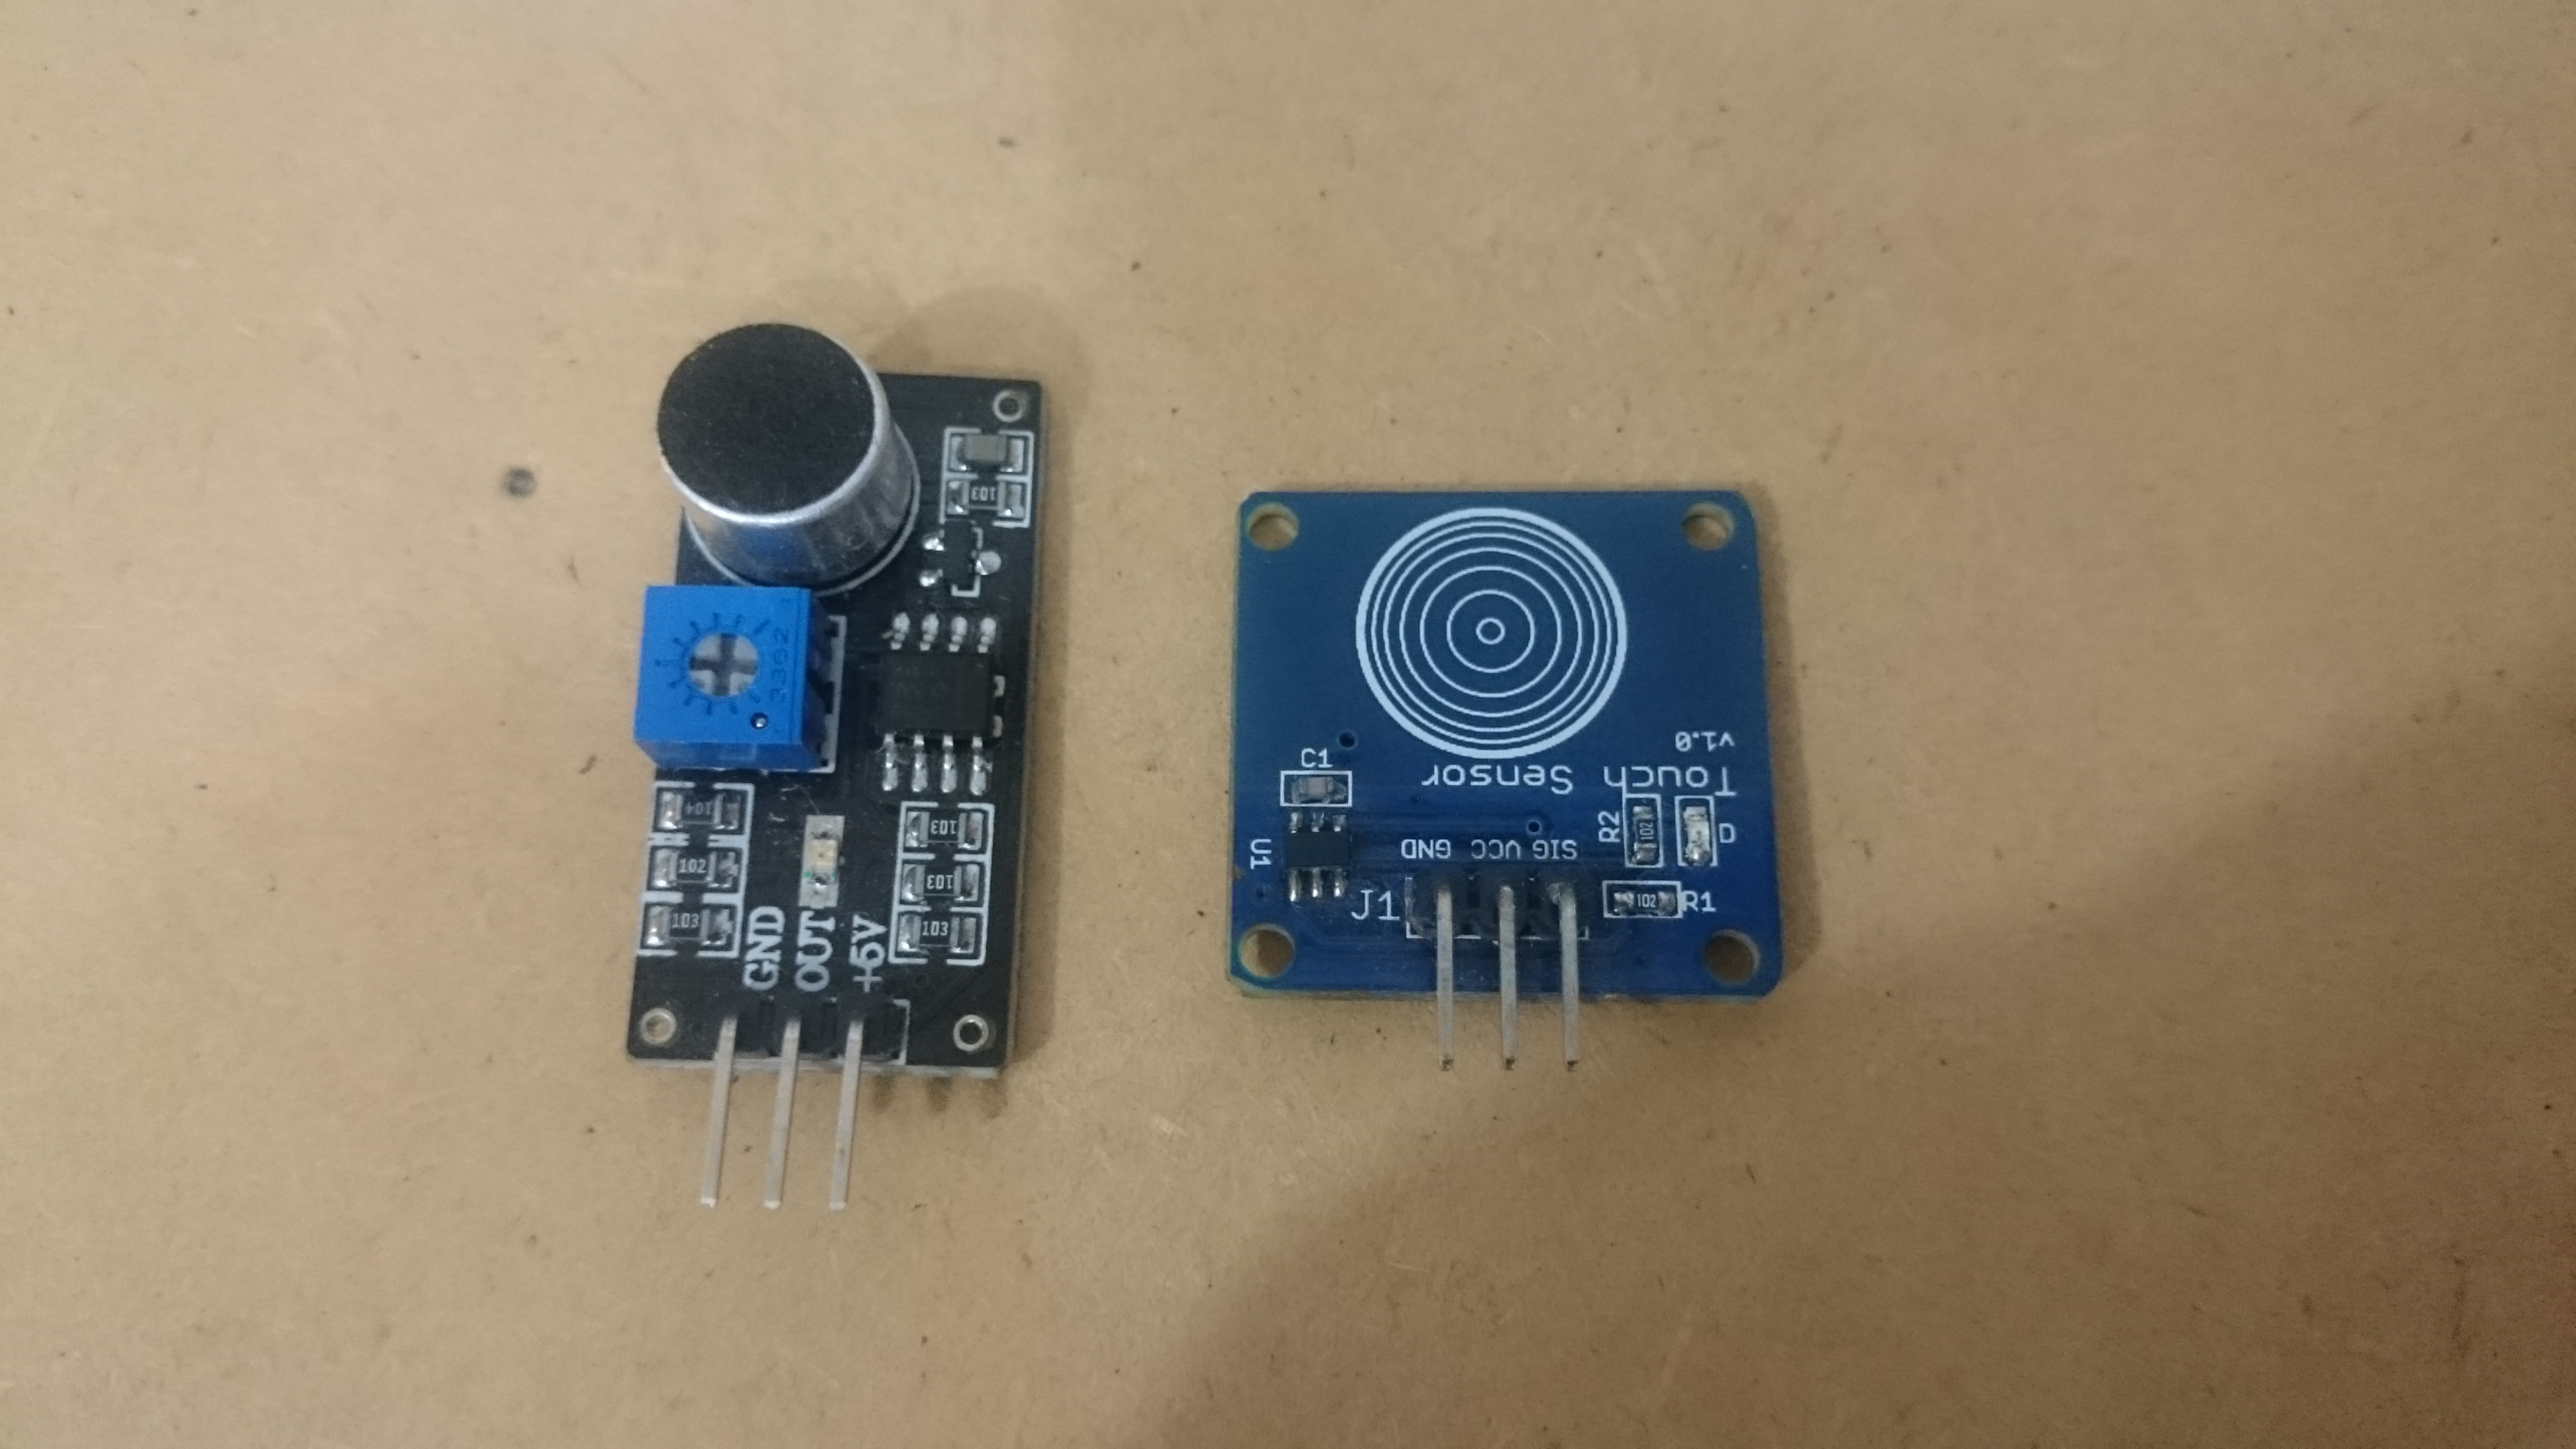 103
3362
104
102
103
103
103
103
GND
OUT
+5V
v1.0
Touch
Sensor
C1
U1
GND VCC SIG
R2
102
D
J1
102
R1